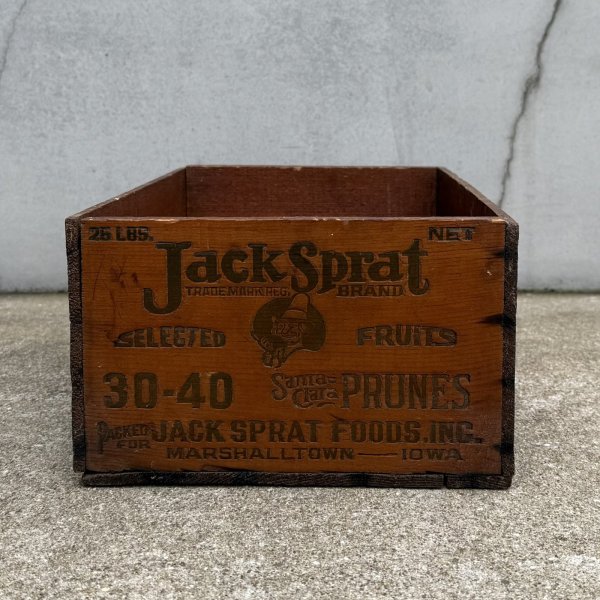 25 LBS. NET
Jack Sprat
TRADE MARK REG. BRAND
SELECTED FRUITS
30-40 Santa Clara PRUNES
PACKED FOR JACK SPRAT FOODS, INC.
MARSHALLTOWN — IOWA